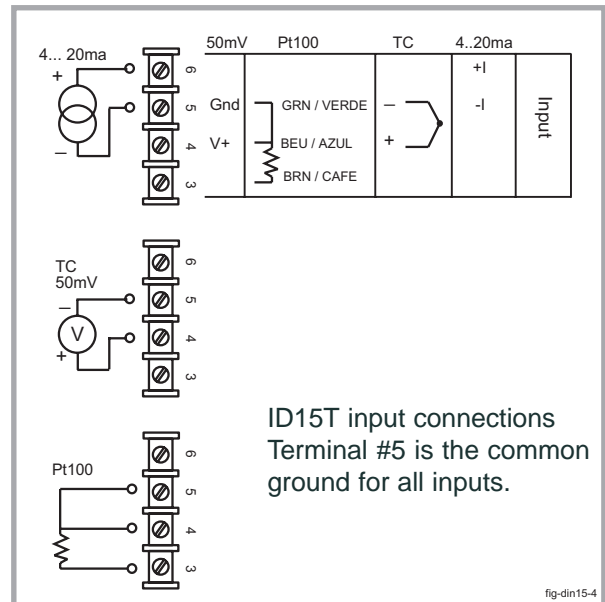 50mV Pt100 TC 4..20ma
4... 20ma
+ 6 +I
5 Gnd GRN / VERDE – -I
– 4 V+ BEU / AZUL +
3 BRN / CAFE
Input
6
TC
50mV
– 5
V 4
+
3
6
Pt100
5
4
3
ID15T input connections
Terminal #5 is the common
ground for all inputs.
fig-din15-4